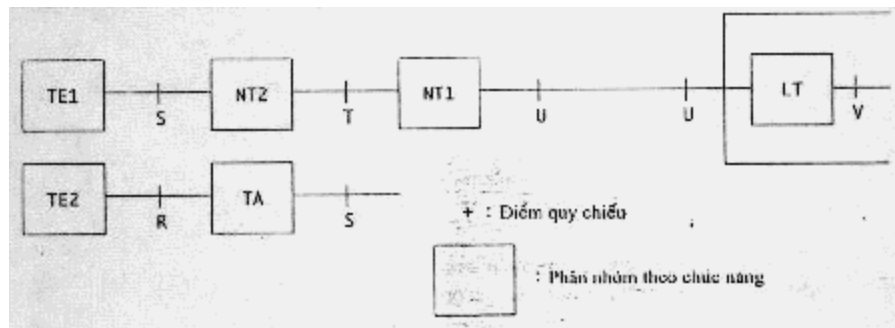 TE1 S NT2 T NT1 U U LT V
TE2 R TA S
+ : Điểm quy chiếu
: Phân nhóm theo chức năng